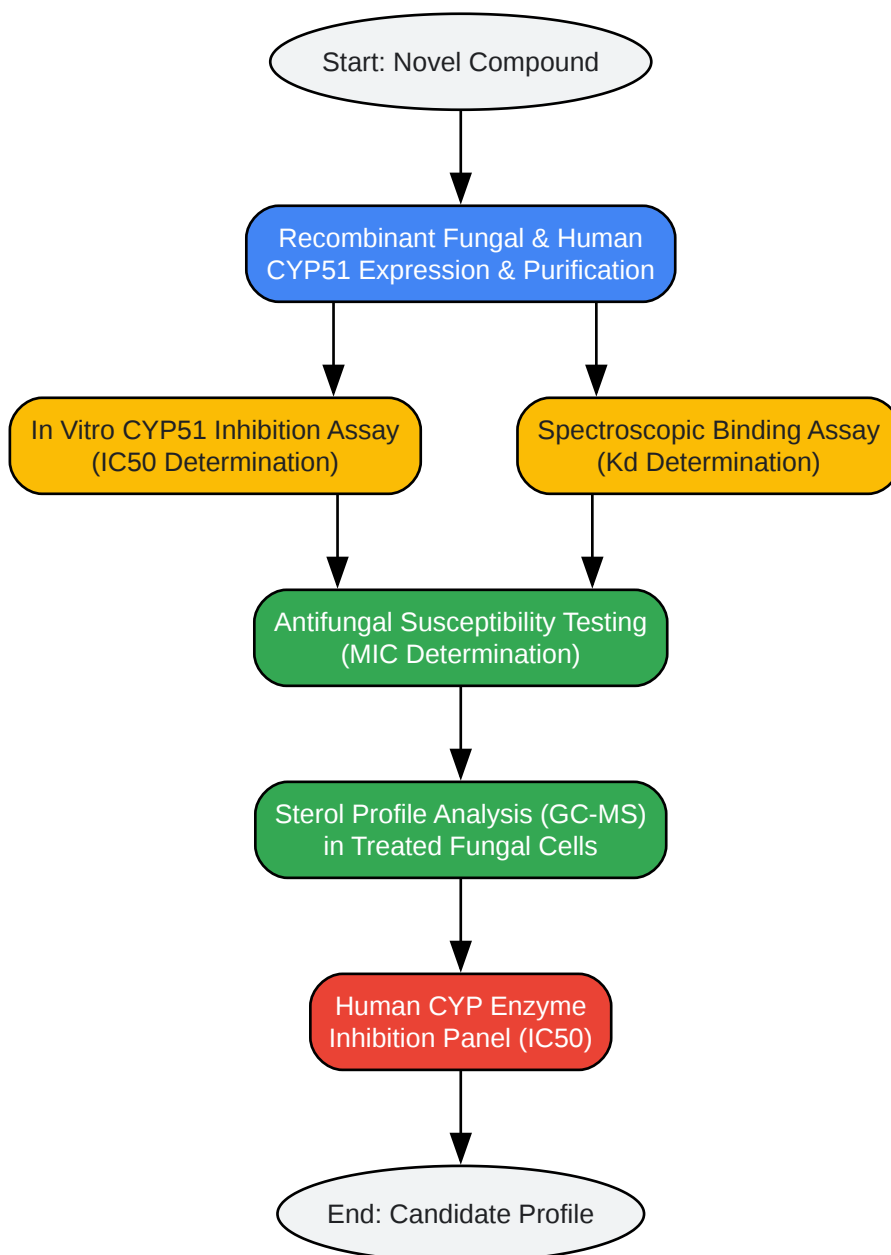 Start: Novel Compound
Recombinant Fungal & Human
CYP51 Expression & Purification
In Vitro CYP51 Inhibition Assay
(IC50 Determination)
Spectroscopic Binding Assay
(Kd Determination)
Antifungal Susceptibility Testing
(MIC Determination)
Sterol Profile Analysis (GC-MS)
in Treated Fungal Cells
Human CYP Enzyme
Inhibition Panel (IC50)
End: Candidate Profile